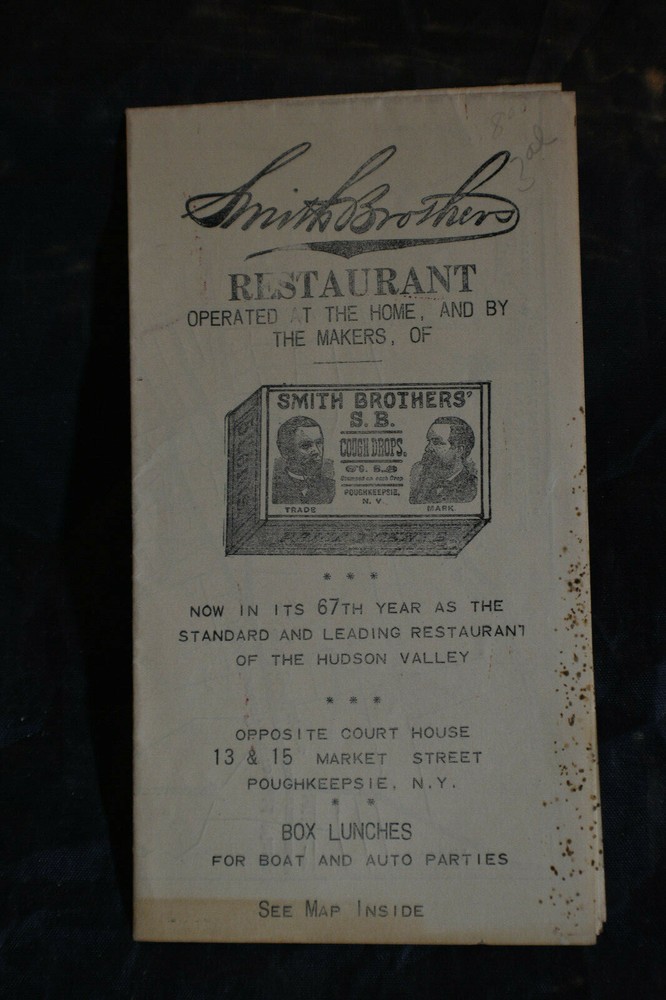 Smith Brothers
RESTAURANT
OPERATED AT THE HOME, AND BY
THE MAKERS, OF
SMITH BROTHERS'
S. B.
COUGH DROPS.
POUGHKEEPSIE,
N. Y.
TRADE MARK
* * *
NOW IN ITS 67TH YEAR AS THE
STANDARD AND LEADING RESTAURANT
OF THE HUDSON VALLEY
* * *
OPPOSITE COURT HOUSE
13 & 15 MARKET STREET
POUGHKEEPSIE, N.Y.
* *
BOX LUNCHES
FOR BOAT AND AUTO PARTIES
SEE MAP INSIDE